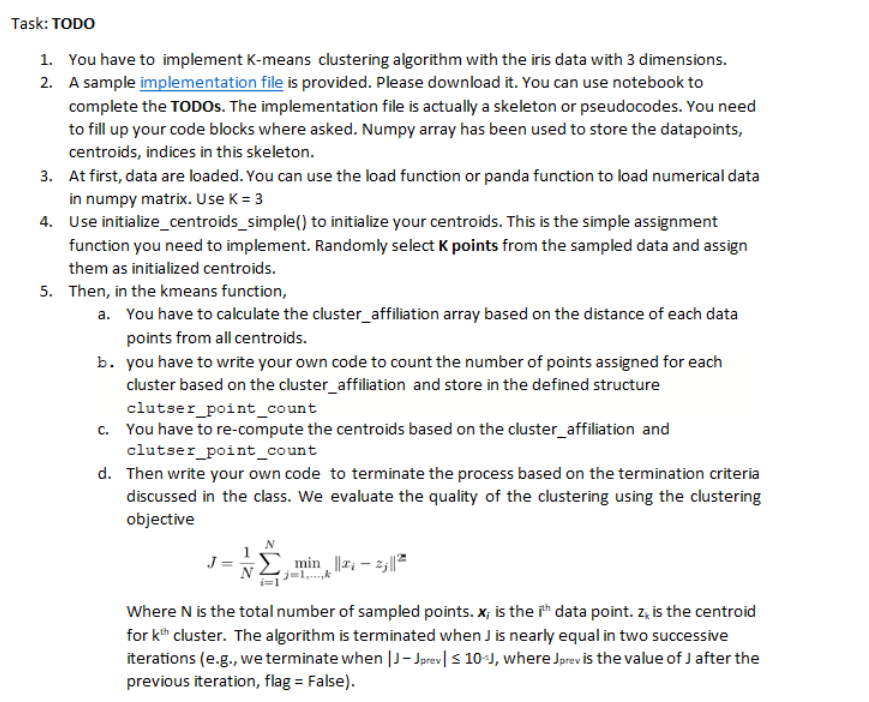 Task: TODO
1. You have to implement K-means clustering algorithm with the iris data with 3 dimensions.
2. A sample implementation file is provided. Please download it. You can use notebook to
complete the TODOs. The implementation file is actually a skeleton or pseudocodes. You need
to fill up your code blocks where asked. Numpy array has been used to store the datapoints,
centroids, indices in this skeleton.
3. At first, data are loaded. You can use the load function or panda function to load numerical data
in numpy matrix. Use K = 3
4. Use initialize_centroids_simple() to initialize your centroids. This is the simple assignment
function you need to implement. Randomly select K points from the sampled data and assign
them as initialized centroids.
5. Then, in the kmeans function,
a. You have to calculate the cluster_affiliation array based on the distance of each data
points from all centroids.
b. you have to write your own code to count the number of points assigned for each
cluster based on the cluster_affiliation and store in the defined structure
clutser_point_count
c. You have to re-compute the centroids based on the cluster_affiliation and
clutser_point_count
d. Then write your own code to terminate the process based on the termination criteria
discussed in the class. We evaluate the quality of the clustering using the clustering
objective
J = 1/N ∑_{i=1}^{N} min_{j=1,...,k} ||x_i − z_j||²
Where N is the total number of sampled points. x_i is the i^th data point. z_k is the centroid
for k^th cluster. The algorithm is terminated when J is nearly equal in two successive
iterations (e.g., we terminate when |J − Jprev| ≤ 10⁻⁵J, where Jprev is the value of J after the
previous iteration, flag = False).